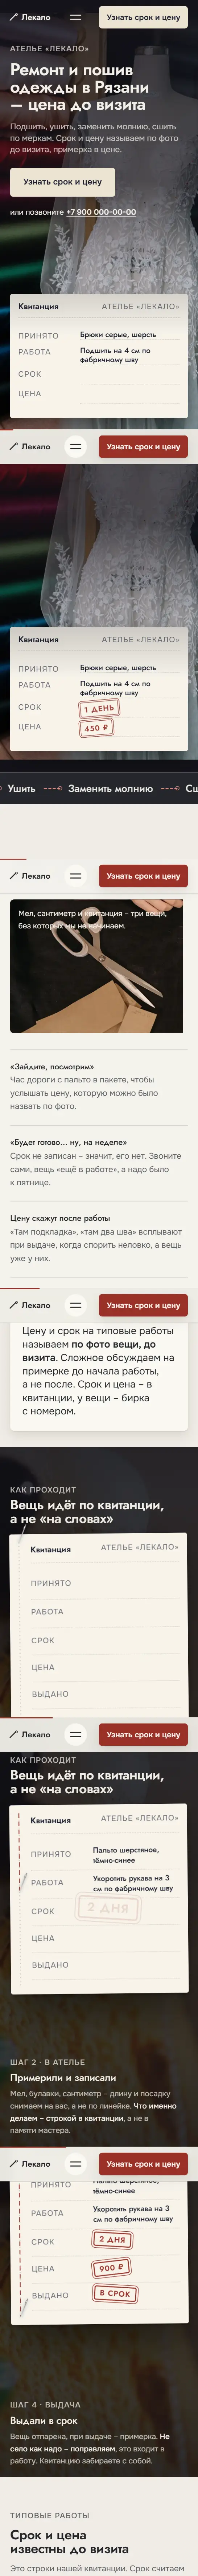 Лекало
Узнать срок и цену
АТЕЛЬЕ «ЛЕКАЛО»
Ремонт и пошив
одежды в Рязани
— цена до визита
Подшить, ушить, заменить молнию, сшить
по меркам. Срок и цену называем по фото
до визита, примерка в цене.
Узнать срок и цену
или позвоните +7 900 000-00-00
Квитанция АТЕЛЬЕ «ЛЕКАЛО»
ПРИНЯТО Брюки серые, шерсть
РАБОТА Подшить на 4 см по
фабричному шву
СРОК
ЦЕНА
Лекало
Узнать срок и цену
Квитанция АТЕЛЬЕ «ЛЕКАЛО»
ПРИНЯТО Брюки серые, шерсть
РАБОТА Подшить на 4 см по
фабричному шву
СРОК 1 ДЕНЬ
ЦЕНА 450 ₽
Ушить Заменить молнию Сш
Лекало
Узнать срок и цену
Мел, сантиметр и квитанция – три вещи,
без которых мы не начинаем.
«Зайдите, посмотрим»
Час дороги с пальто в пакете, чтобы
услышать цену, которую можно было
назвать по фото.
«Будет готово… ну, на неделе»
Срок не записан – значит, его нет. Звоните
сами, вещь «ещё в работе», а надо было
к пятнице.
Цену скажут после работы
«Там подкладка», «там два шва» всплывают
при выдаче, когда спорить неловко, а вещь
уже у них.
Лекало
Узнать срок и цену
Цену и срок на типовые работы
называем по фото вещи, до
визита. Сложное обсуждаем на
примерке до начала работы,
а не после. Срок и цена – в
квитанции, у вещи – бирка
с номером.
КАК ПРОХОДИТ
Вещь идёт по квитанции,
а не «на словах»
Квитанция АТЕЛЬЕ «ЛЕКАЛО»
ПРИНЯТО
РАБОТА
СРОК
ЦЕНА
ВЫДАНО
Лекало
Узнать срок и цену
КАК ПРОХОДИТ
Вещь идёт по квитанции,
а не «на словах»
Квитанция АТЕЛЬЕ «ЛЕКАЛО»
ПРИНЯТО Пальто шерстяное,
тёмно-синее
РАБОТА Укоротить рукава на 3
см по фабричному шву
СРОК 2 ДНЯ
ЦЕНА
ВЫДАНО
ШАГ 2 · В АТЕЛЬЕ
Примерили и записали
Мел, булавки, сантиметр – длину и посадку
снимаем на вас, а не по линейке. Что именно
делаем – строкой в квитанции, а не в
памяти мастера.
Лекало
Узнать срок и цену
ПРИНЯТО Пальто шерстяное,
тёмно-синее
РАБОТА Укоротить рукава на 3
см по фабричному шву
СРОК 2 ДНЯ
ЦЕНА 900 ₽
ВЫДАНО В СРОК
ШАГ 4 · ВЫДАЧА
Выдали в срок
Вещь отпарена, при выдаче – примерка. Не
село как надо – поправляем, это входит в
работу. Квитанцию забираете с собой.
ТИПОВЫЕ РАБОТЫ
Срок и цена
известны до визита
Это строки нашей квитанции. Срок считаем